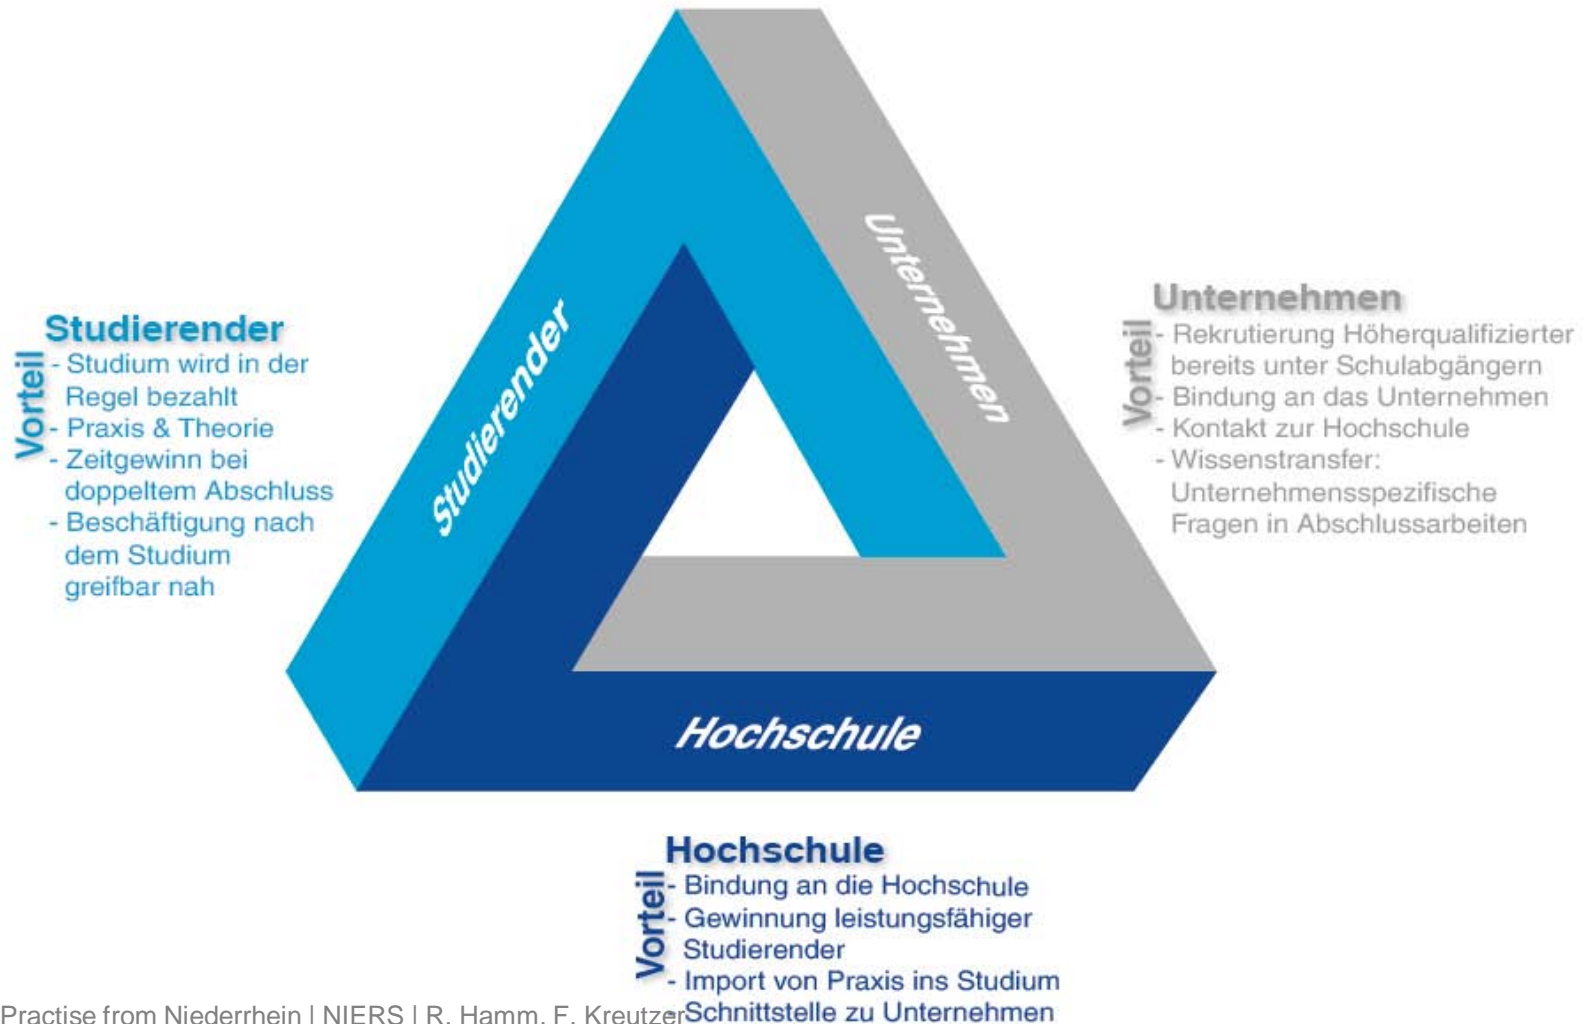 Studierender
Unternehmen
Hochschule
Studierender
Vorteil
- Studium wird in der
Regel bezahlt
- Praxis & Theorie
- Zeitgewinn bei
doppeltem Abschluss
- Beschäftigung nach
dem Studium
greifbar nah
Unternehmen
Vorteil
- Rekrutierung Höherqualifizierter
bereits unter Schulabgängern
- Bindung an das Unternehmen
- Kontakt zur Hochschule
- Wissenstransfer:
Unternehmensspezifische
Fragen in Abschlussarbeiten
Hochschule
Vorteil
- Bindung an die Hochschule
- Gewinnung leistungsfähiger
Studierender
- Import von Praxis ins Studium
- Schnittstelle zu Unternehmen
Practise from Niederrhein | NIERS | R. Hamm, F. Kreutzer